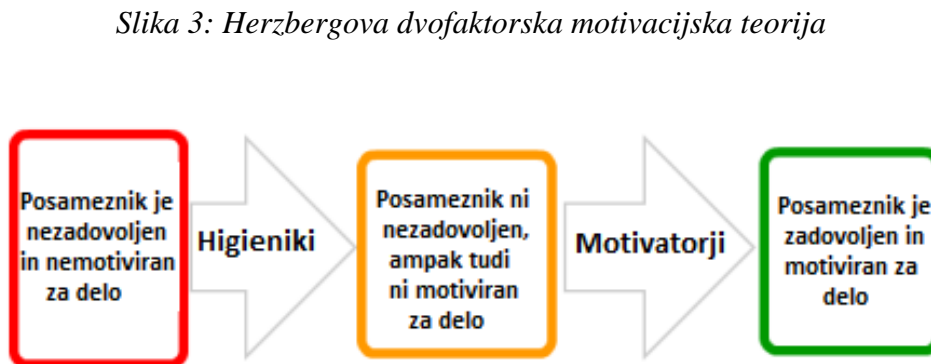 Slika 3: Herzbergova dvofaktorska motivacijska teorija
Posameznik je
nezadovoljen
in nemotiviran
za delo
Higieniki
Posameznik ni
nezadovoljen,
ampak tudi
ni motiviran
za delo
Motivatorji
Posameznik je
zadovoljen in
motiviran za
delo